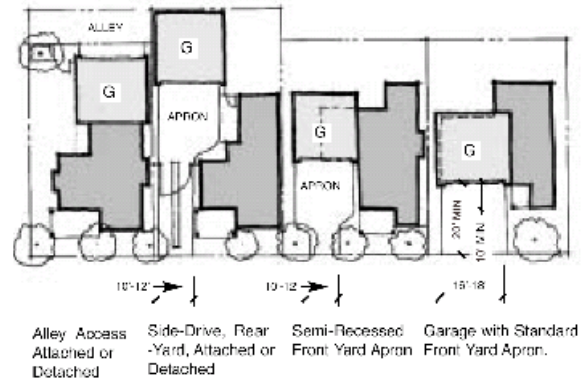 ALLEY
G
G
APRON
G
APRON
G
20' MIN
10' MIN
10'-12'
10'-12'
16'-18'
Alley Access
Attached or
Detached
Side-Drive, Rear
-Yard, Attached or
Detached
Semi-Recessed
Front Yard Apron
Garage with Standard
Front Yard Apron.